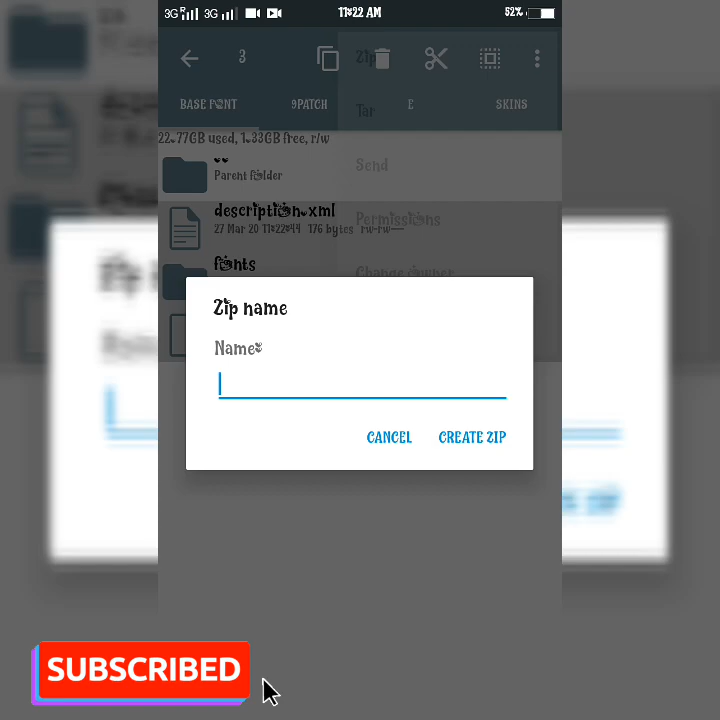 3G R 3G 11:22 AM 52%
3 Zip
BASE FONT 9PATCH E SKINS
Tar
22.77GB used, 1.33GB free, r/w
..
Parent folder
Send
description.xml
27 Mar 20 11:22:44 176 bytes rw-rw----
Permissions
fonts
Change owner
Zip name
Name:
CANCEL CREATE ZIP
SUBSCRIBED